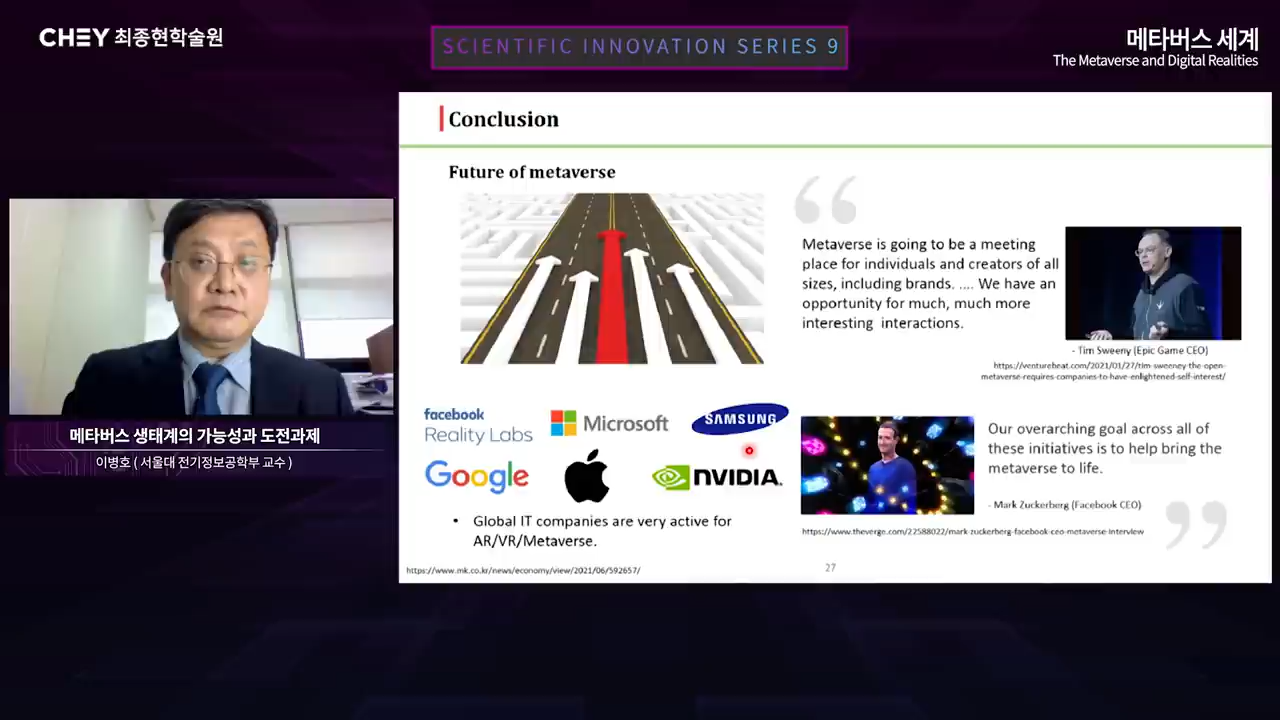 CHEY 최종현학술원
SCIENTIFIC INNOVATION SERIES 9
메타버스 세계
The Metaverse and Digital Realities
메타버스 생태계의 가능성과 도전과제
이병호 ( 서울대 전기정보공학부 교수 )
Conclusion
Future of metaverse
Metaverse is going to be a meeting
place for individuals and creators of all
sizes, including brands. .... We have an
opportunity for much, much more
interesting interactions.
- Tim Sweeny (Epic Game CEO)
https://venturebeat.com/2021/01/27/tim-sweeney-the-open-
metaverse-requires-companies-to-have-enlightened-self-interest/
facebook
Reality Labs
Microsoft
SAMSUNG
Google
NVIDIA.
• Global IT companies are very active for
AR/VR/Metaverse.
https://www.mk.co.kr/news/economy/view/2021/06/592657/
Our overarching goal across all of
these initiatives is to help bring the
metaverse to life.
- Mark Zuckerberg (Facebook CEO)
https://www.theverge.com/22588022/mark-zuckerberg-facebook-ceo-metaverse-interview
27